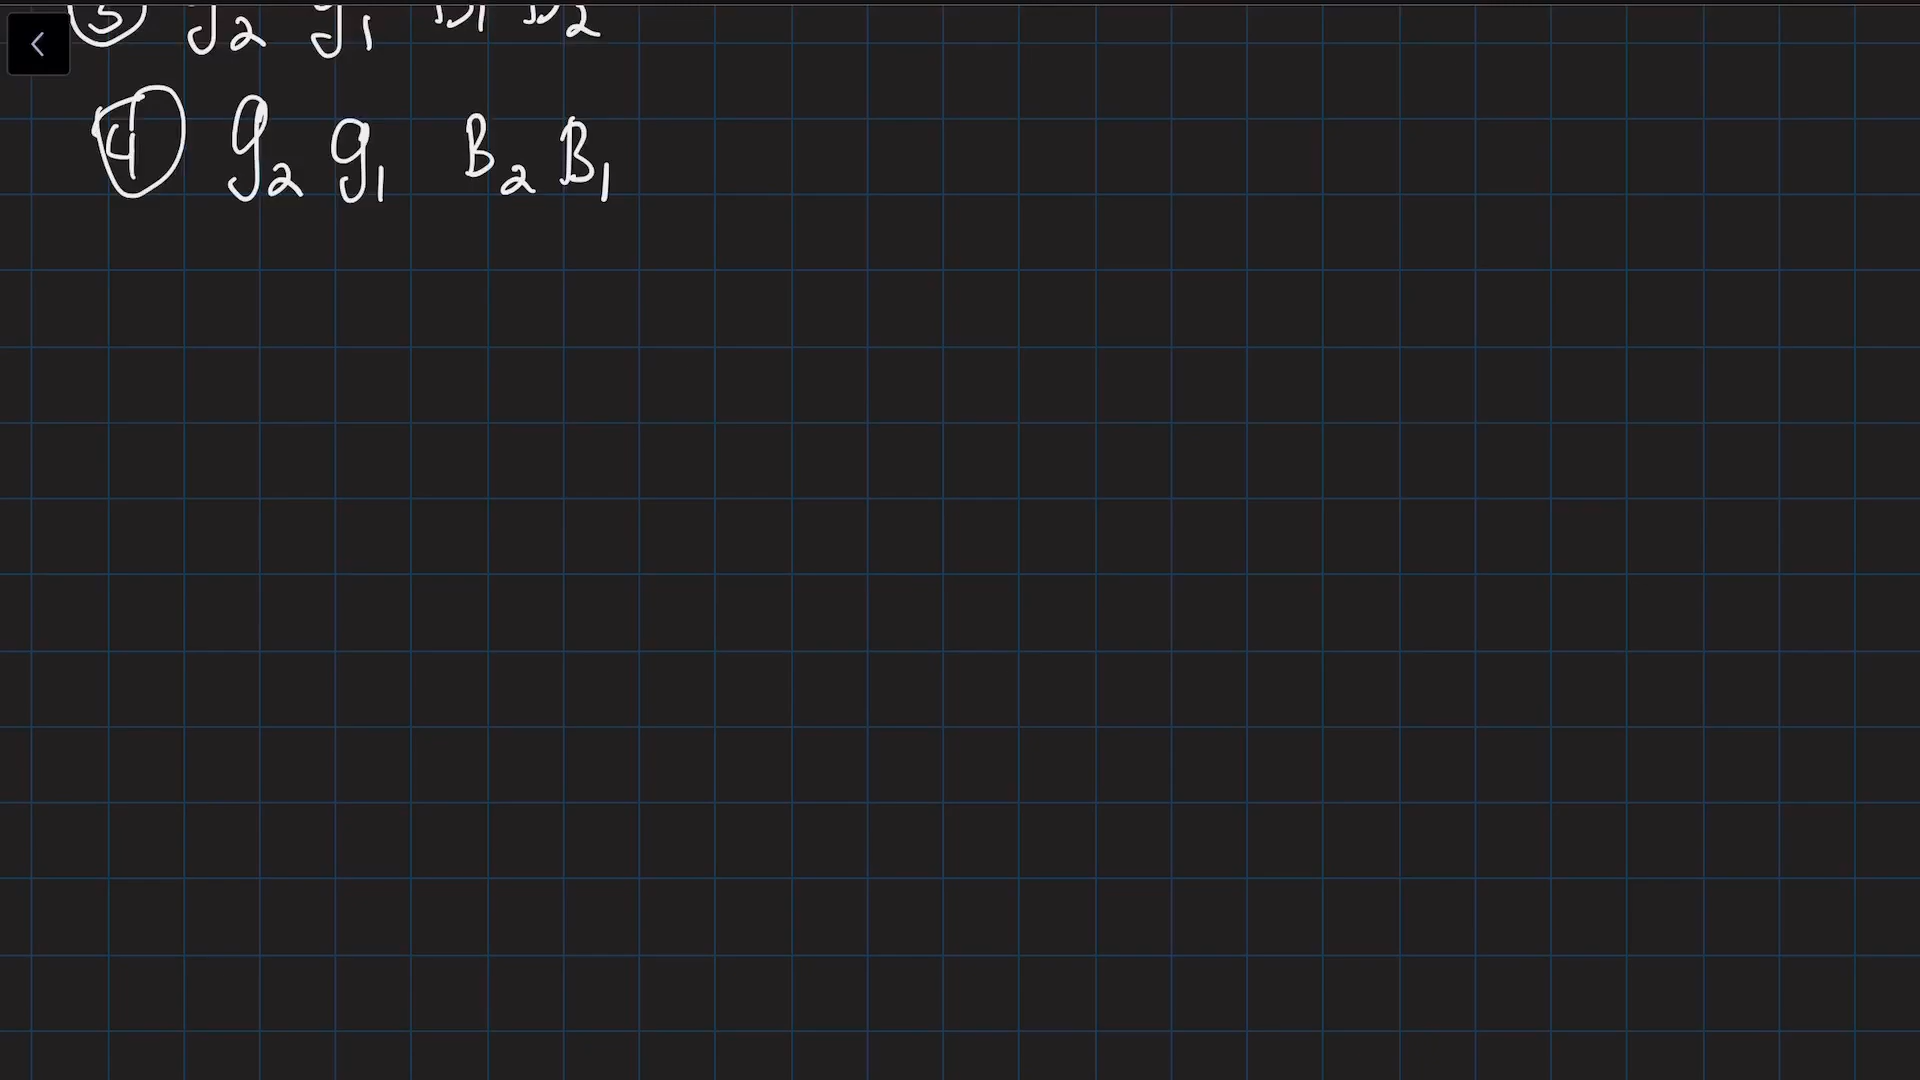 ③ g₂ g₁ B₁ B₂
④ g₂ g₁ B₂ B₁